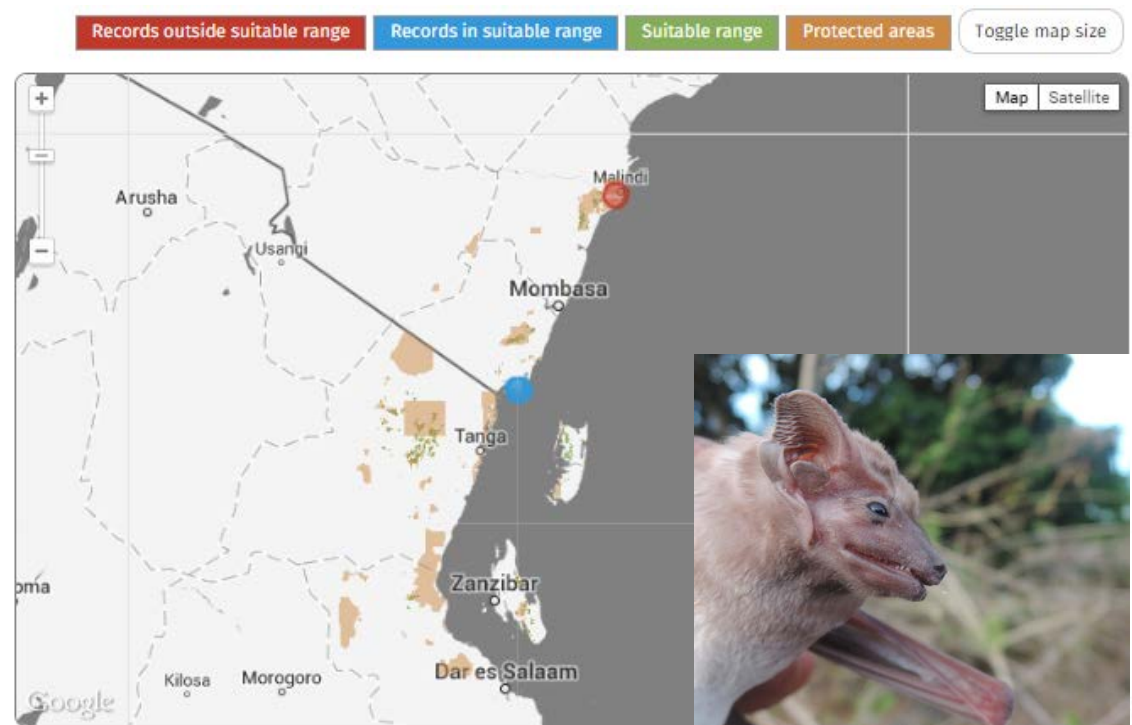 Records outside suitable range
Records in suitable range
Suitable range
Protected areas
Toggle map size
Map
Satellite
Malindi
Arusha
Usangi
Mombasa
Tanga
oma
Zanzibar
Dar es Salaam
Kilosa
Morogoro
Google